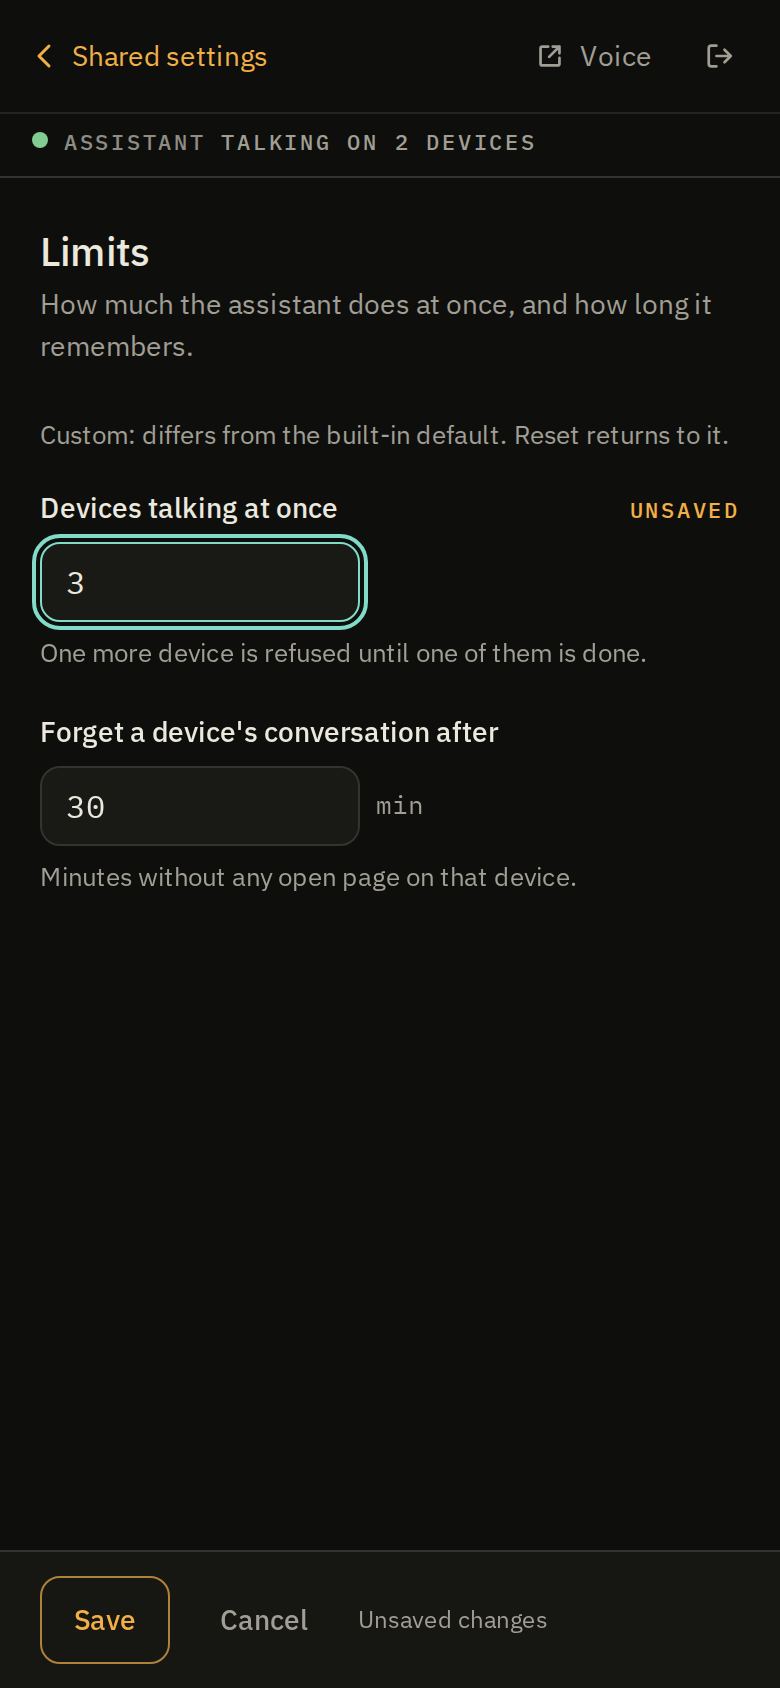 Shared settings
Voice
ASSISTANT TALKING ON 2 DEVICES
Limits
How much the assistant does at once, and how long it
remembers.
Custom: differs from the built-in default. Reset returns to it.
Devices talking at once
UNSAVED
3
One more device is refused until one of them is done.
Forget a device's conversation after
30
min
Minutes without any open page on that device.
Save
Cancel
Unsaved changes